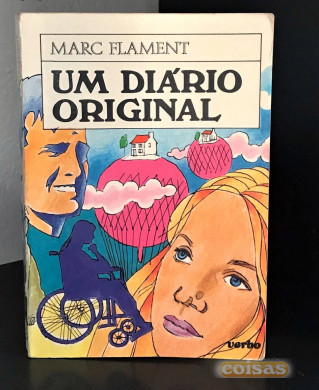 MARC FLAMENT
UM DIÁRIO
ORIGINAL
verbo
coisas